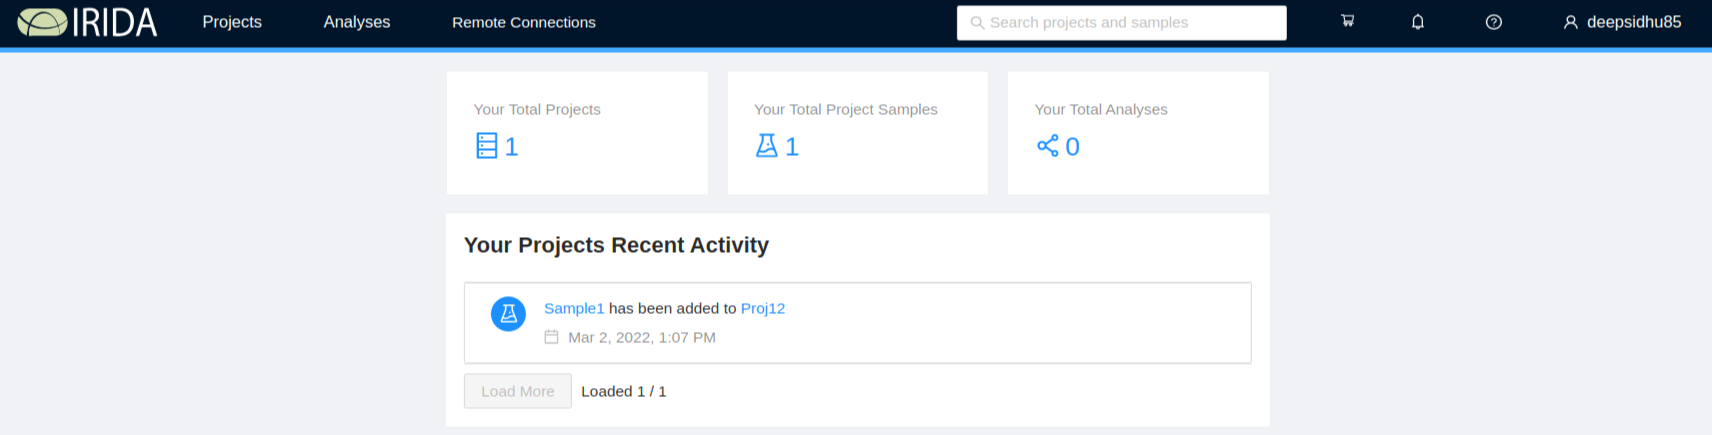 IRIDA Projects Analyses Remote Connections Search projects and samples deepsidhu85
Your Total Projects Your Total Project Samples Your Total Analyses
1 1 0
Your Projects Recent Activity
Sample1 has been added to Proj12
Mar 2, 2022, 1:07 PM
Load More Loaded 1 / 1